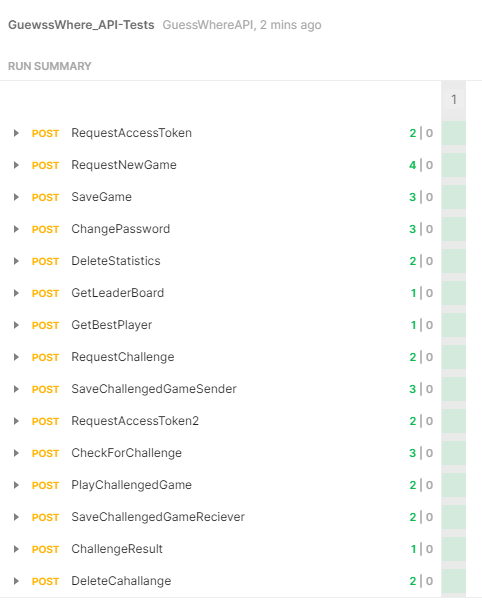 GuewssWhere_API-Tests GuessWhereAPI, 2 mins ago
RUN SUMMARY
1
POST RequestAccessToken 2 | 0
POST RequestNewGame 4 | 0
POST SaveGame 3 | 0
POST ChangePassword 3 | 0
POST DeleteStatistics 2 | 0
POST GetLeaderBoard 1 | 0
POST GetBestPlayer 1 | 0
POST RequestChallenge 2 | 0
POST SaveChallengedGameSender 3 | 0
POST RequestAccessToken2 2 | 0
POST CheckForChallenge 3 | 0
POST PlayChallengedGame 2 | 0
POST SaveChallengedGameReciever 2 | 0
POST ChallengeResult 1 | 0
POST DeleteCahallange 2 | 0